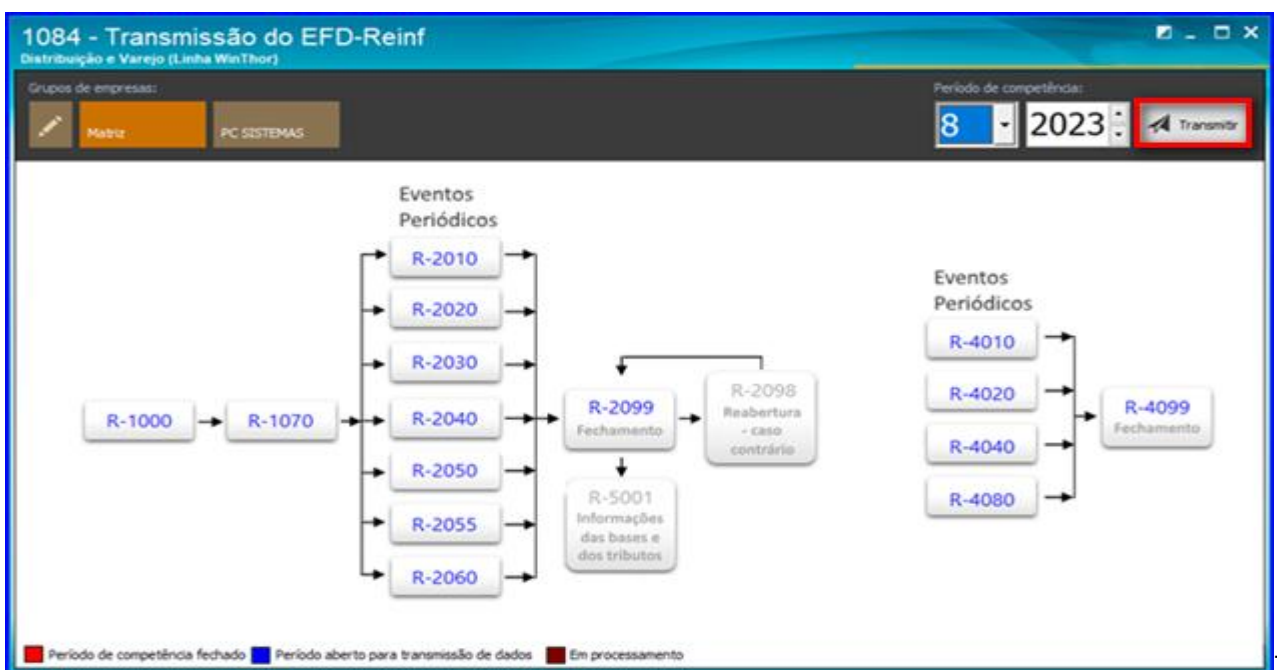 1084 - Transmissão do EFD-Reinf
Distribuição e Varejo (Linha WinThor)
Grupos de empresas:
Matriz
PC SISTEMAS
Período de competência:
8
2023
Transmitir
Eventos
Periódicos
R-2010
R-2020
R-2030
R-2040
R-2050
R-2055
R-2060
R-1000
R-1070
R-2099
Fechamento
R-2098
Reabertura
- caso
contrário
R-5001
Informações
das bases e
dos tributos
Eventos
Periódicos
R-4010
R-4020
R-4040
R-4080
R-4099
Fechamento
Período de competência fechado
Período aberto para transmissão de dados
Em processamento